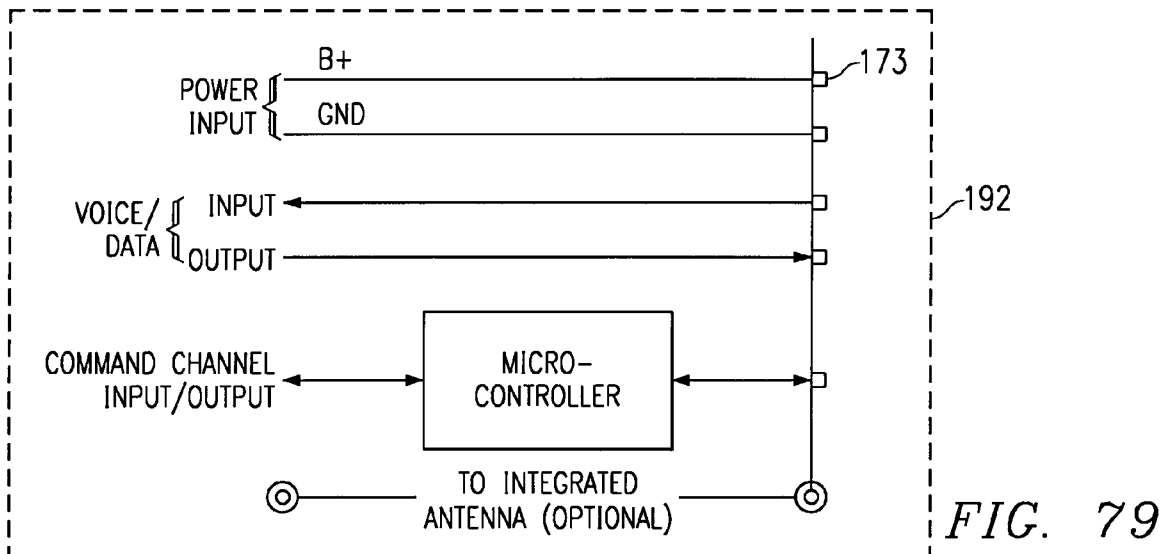 B+
173
POWER
INPUT
GND
INPUT
192
VOICE/
DATA
OUTPUT
COMMAND CHANNEL
INPUT/OUTPUT
MICRO-
CONTROLLER
TO INTEGRATED
ANTENNA (OPTIONAL)
FIG. 79